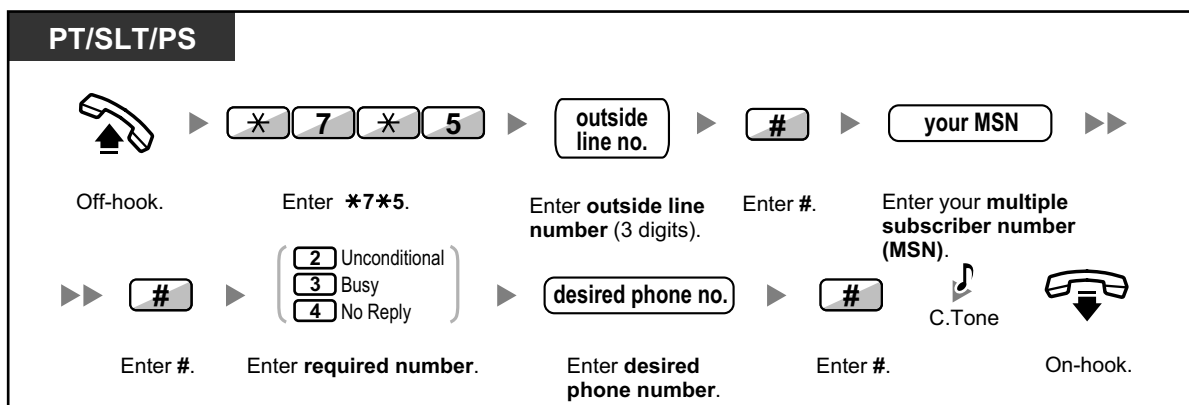 PT/SLT/PS
✳ 7 ✳ 5
outside
line no.
#
your MSN
Off-hook.
Enter ✳7✳5.
Enter outside line
number (3 digits).
Enter #.
Enter your multiple
subscriber number
(MSN).
#
2 Unconditional
3 Busy
4 No Reply
desired phone no.
#
C.Tone
Enter #.
Enter required number.
Enter desired
phone number.
Enter #.
On-hook.